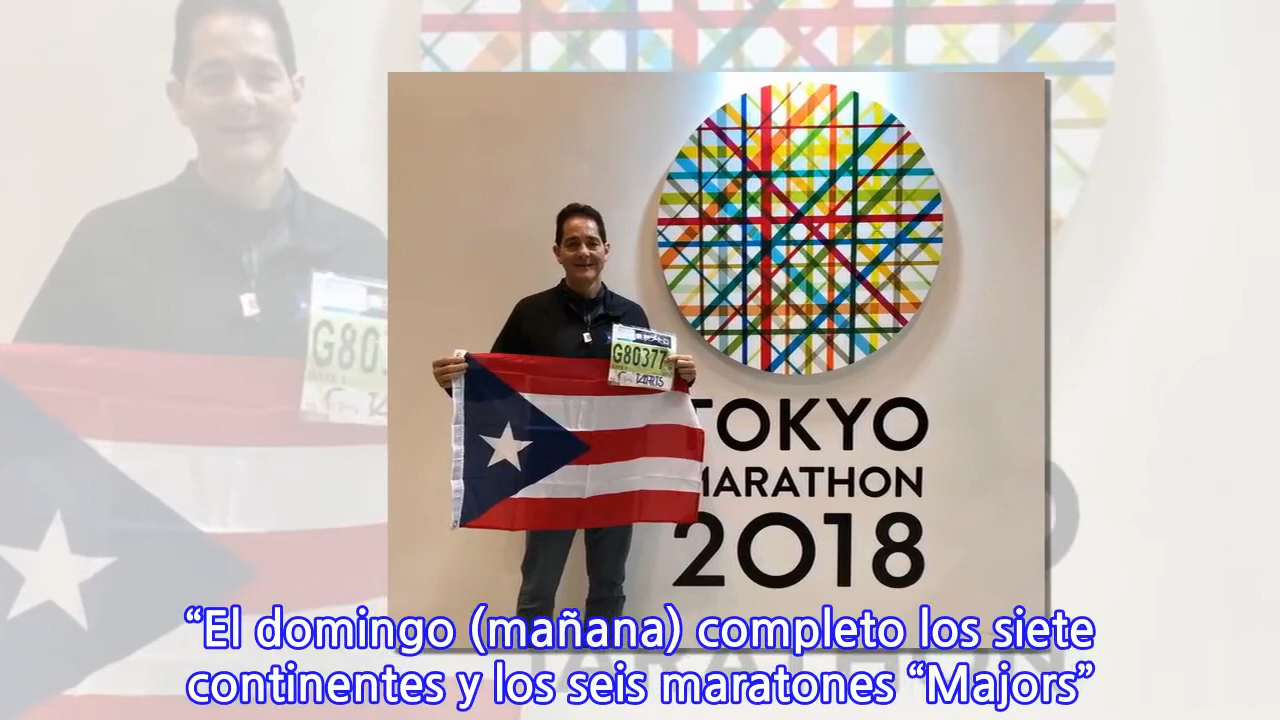 G80377
TOKYO
MARATHON
2018
“El domingo (mañana) completo los siete
continentes y los seis maratones “Majors”